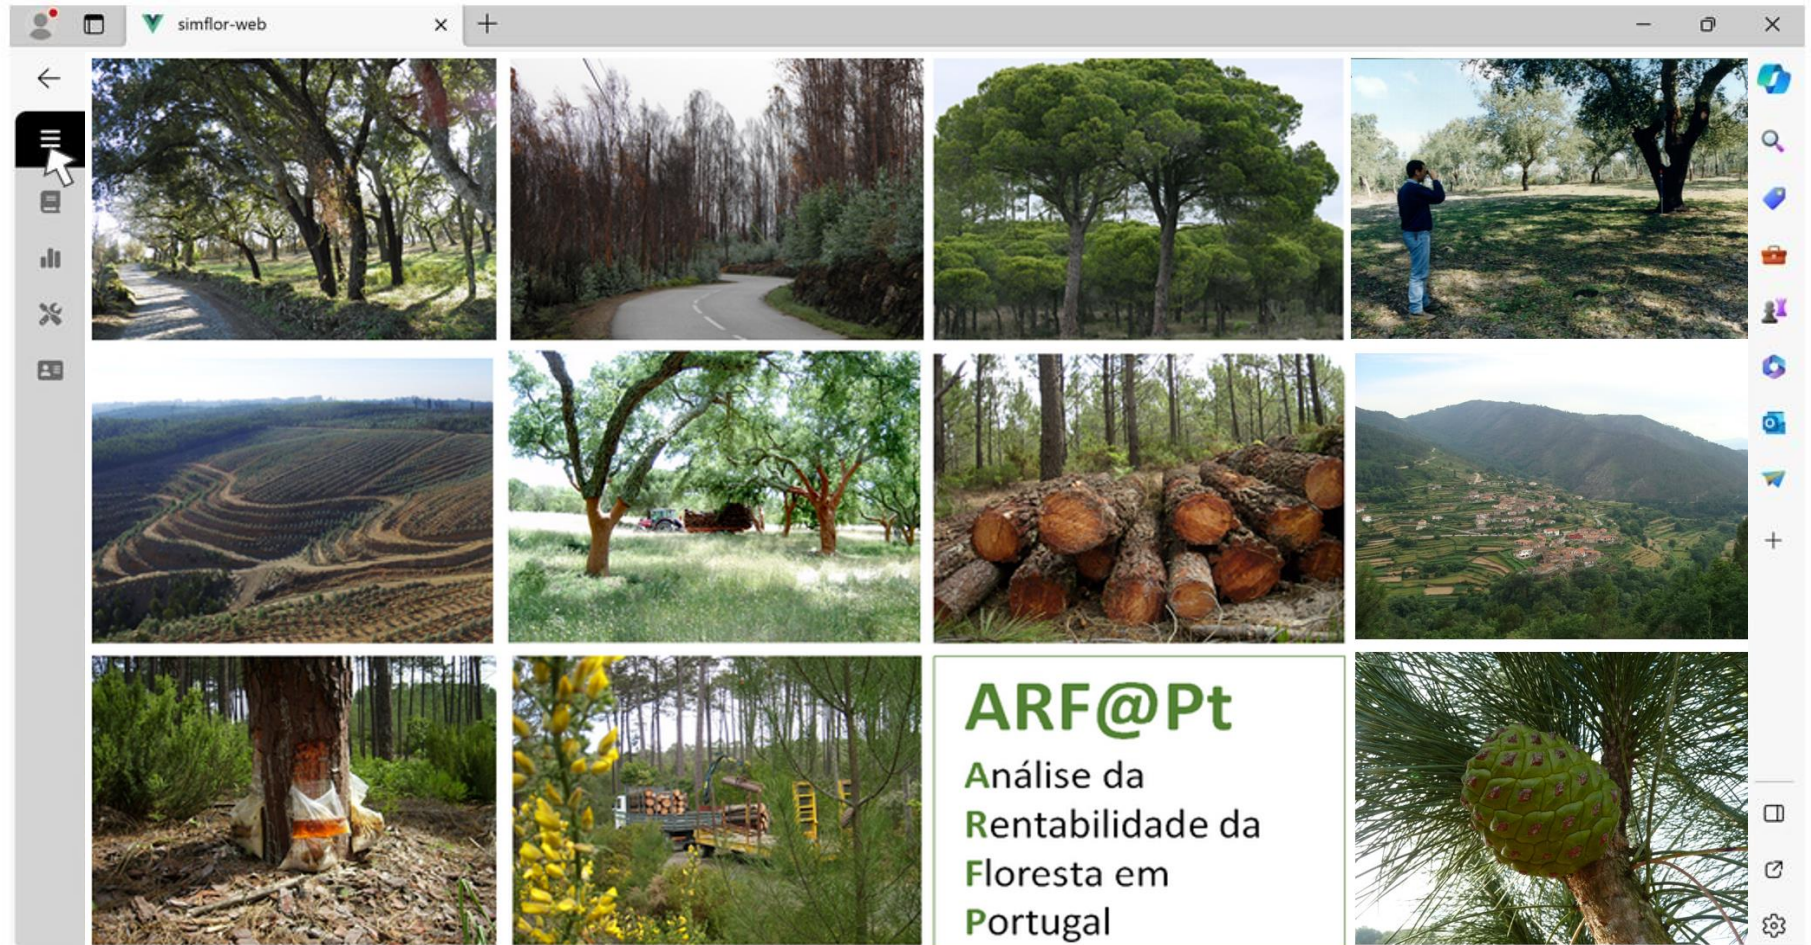 simflor-web
ARF@Pt
Análise da
Rentabilidade da
Floresta em
Portugal